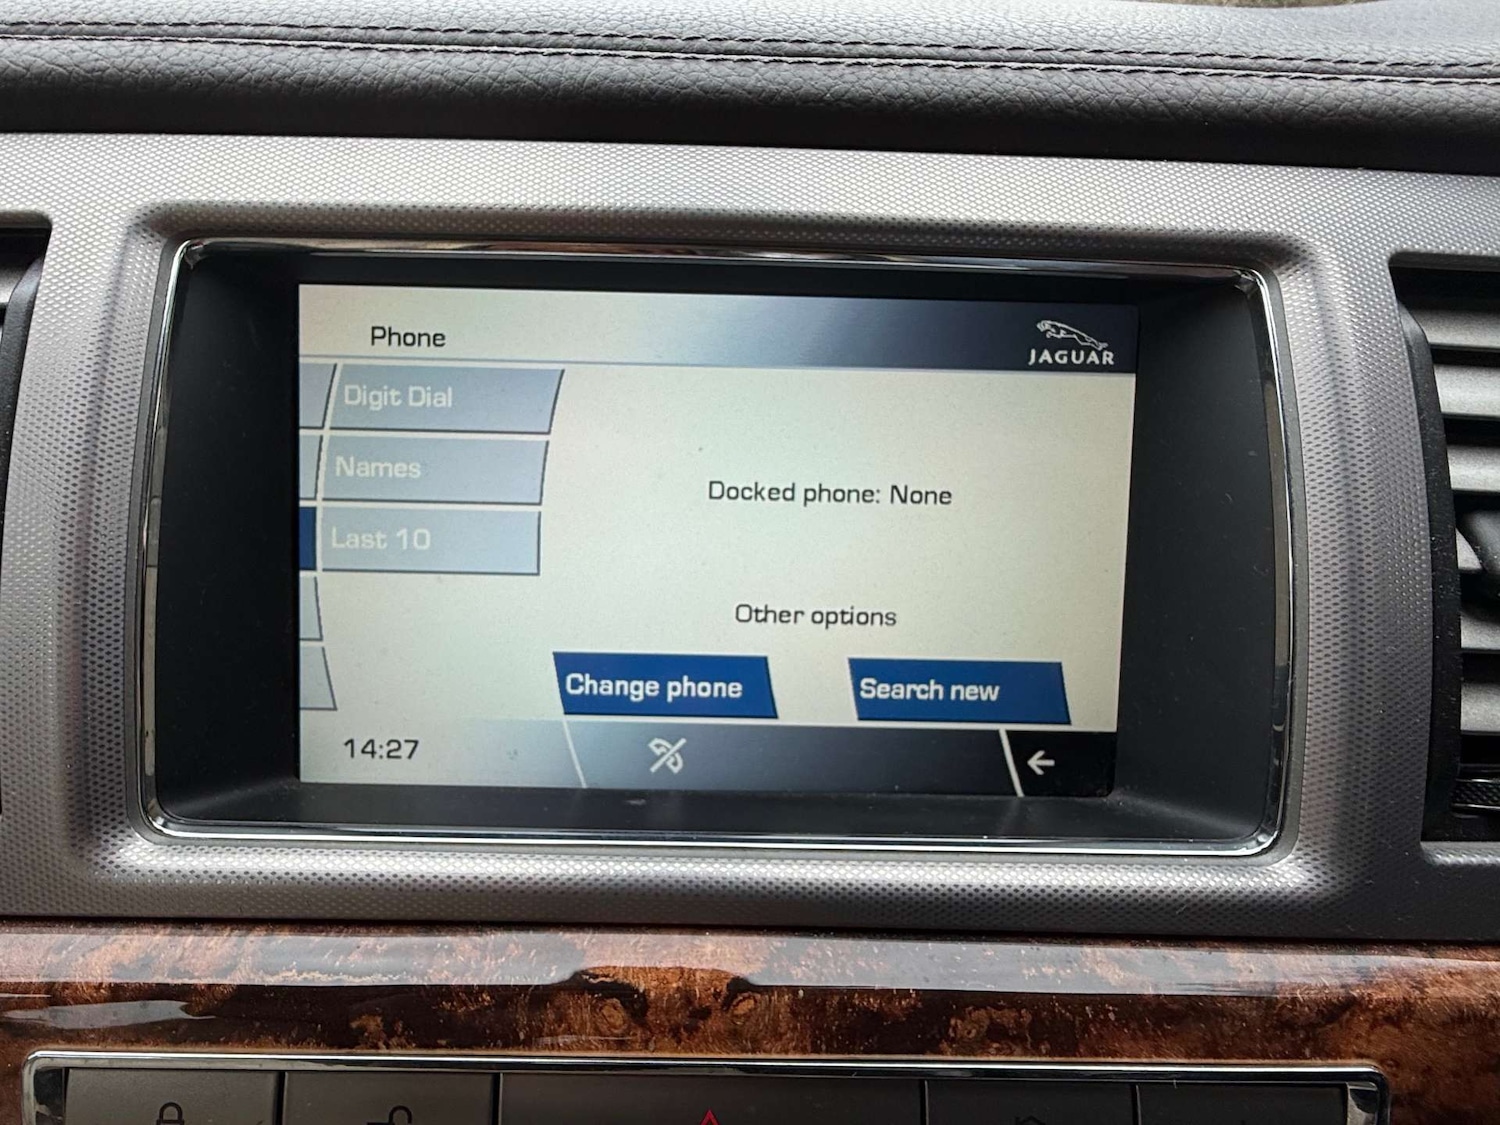 Phone
JAGUAR
Digit Dial
Names
Last 10
Docked phone: None
Other options
Change phone
Search new
14:27